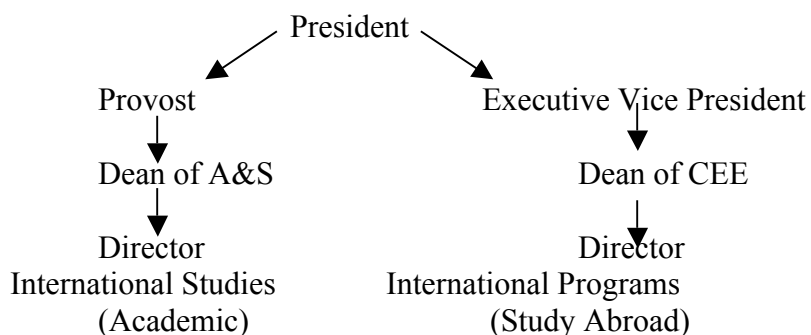 President
Provost Executive Vice President
Dean of A&S Dean of CEE
Director Director
International Studies International Programs
(Academic) (Study Abroad)